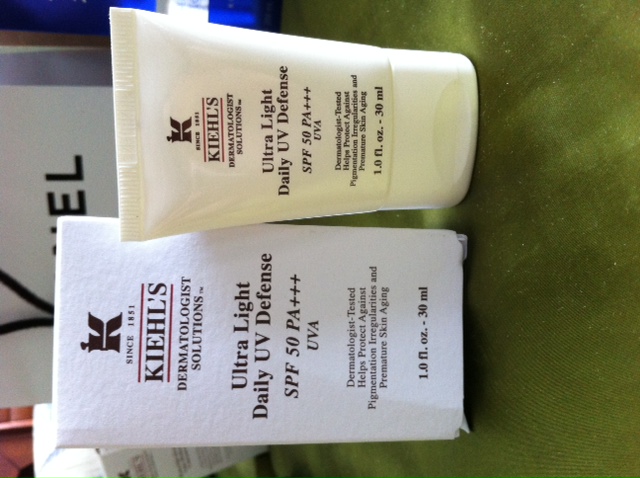 K
SINCE 1851
KIEHL'S
DERMATOLOGIST
SOLUTIONS™
Ultra Light
Daily UV Defense
SPF 50 PA+++
UVA
Dermatologist-Tested
Helps Protect Against
Pigmentation Irregularities and
Premature Skin Aging
1.0 fl. oz. - 30 ml
K
SINCE 1851
KIEHL'S
DERMATOLOGIST
SOLUTIONS™
Ultra Light
Daily UV Defense
SPF 50 PA+++
UVA
Dermatologist-Tested
Helps Protect Against
Pigmentation Irregularities and
Premature Skin Aging
1.0 fl. oz. - 30 ml